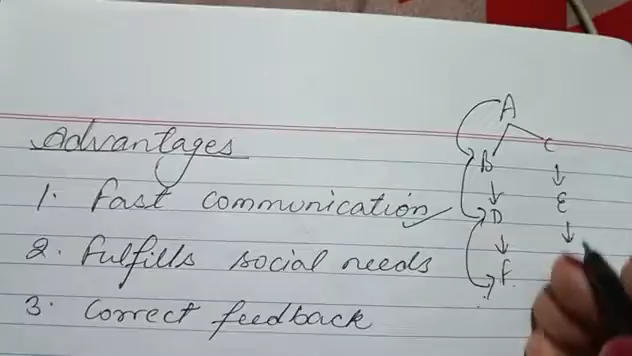 Advantages
1. Fast communication
2. fulfills social needs
3. Correct feedback
A
B C
D E
F